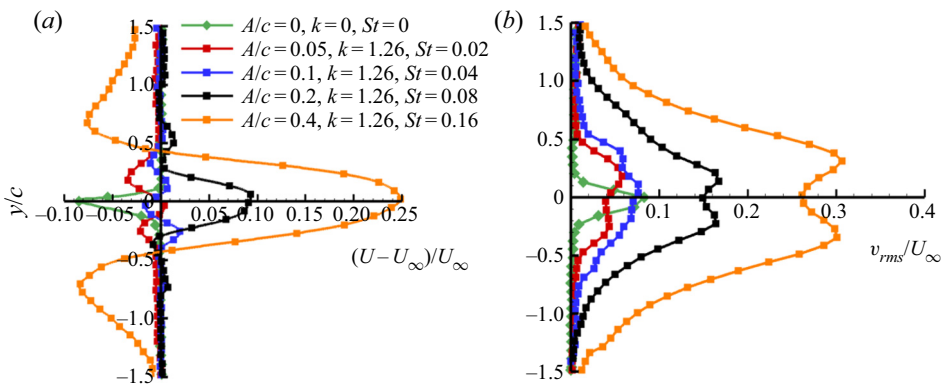 (a)
1.5
A/c = 0, k = 0, St = 0
A/c = 0.05, k = 1.26, St = 0.02
A/c = 0.1, k = 1.26, St = 0.04
A/c = 0.2, k = 1.26, St = 0.08
A/c = 0.4, k = 1.26, St = 0.16
1.0
0.5
y/c
0
−0.10 −0.05 0.05 0.10 0.15 0.20 0.25
(U − U∞)/U∞
−0.5
−1.0
−1.5
(b)
1.5
1.0
0.5
0
0.1 0.2 0.3 0.4
vrms/U∞
−0.5
−1.0
−1.5